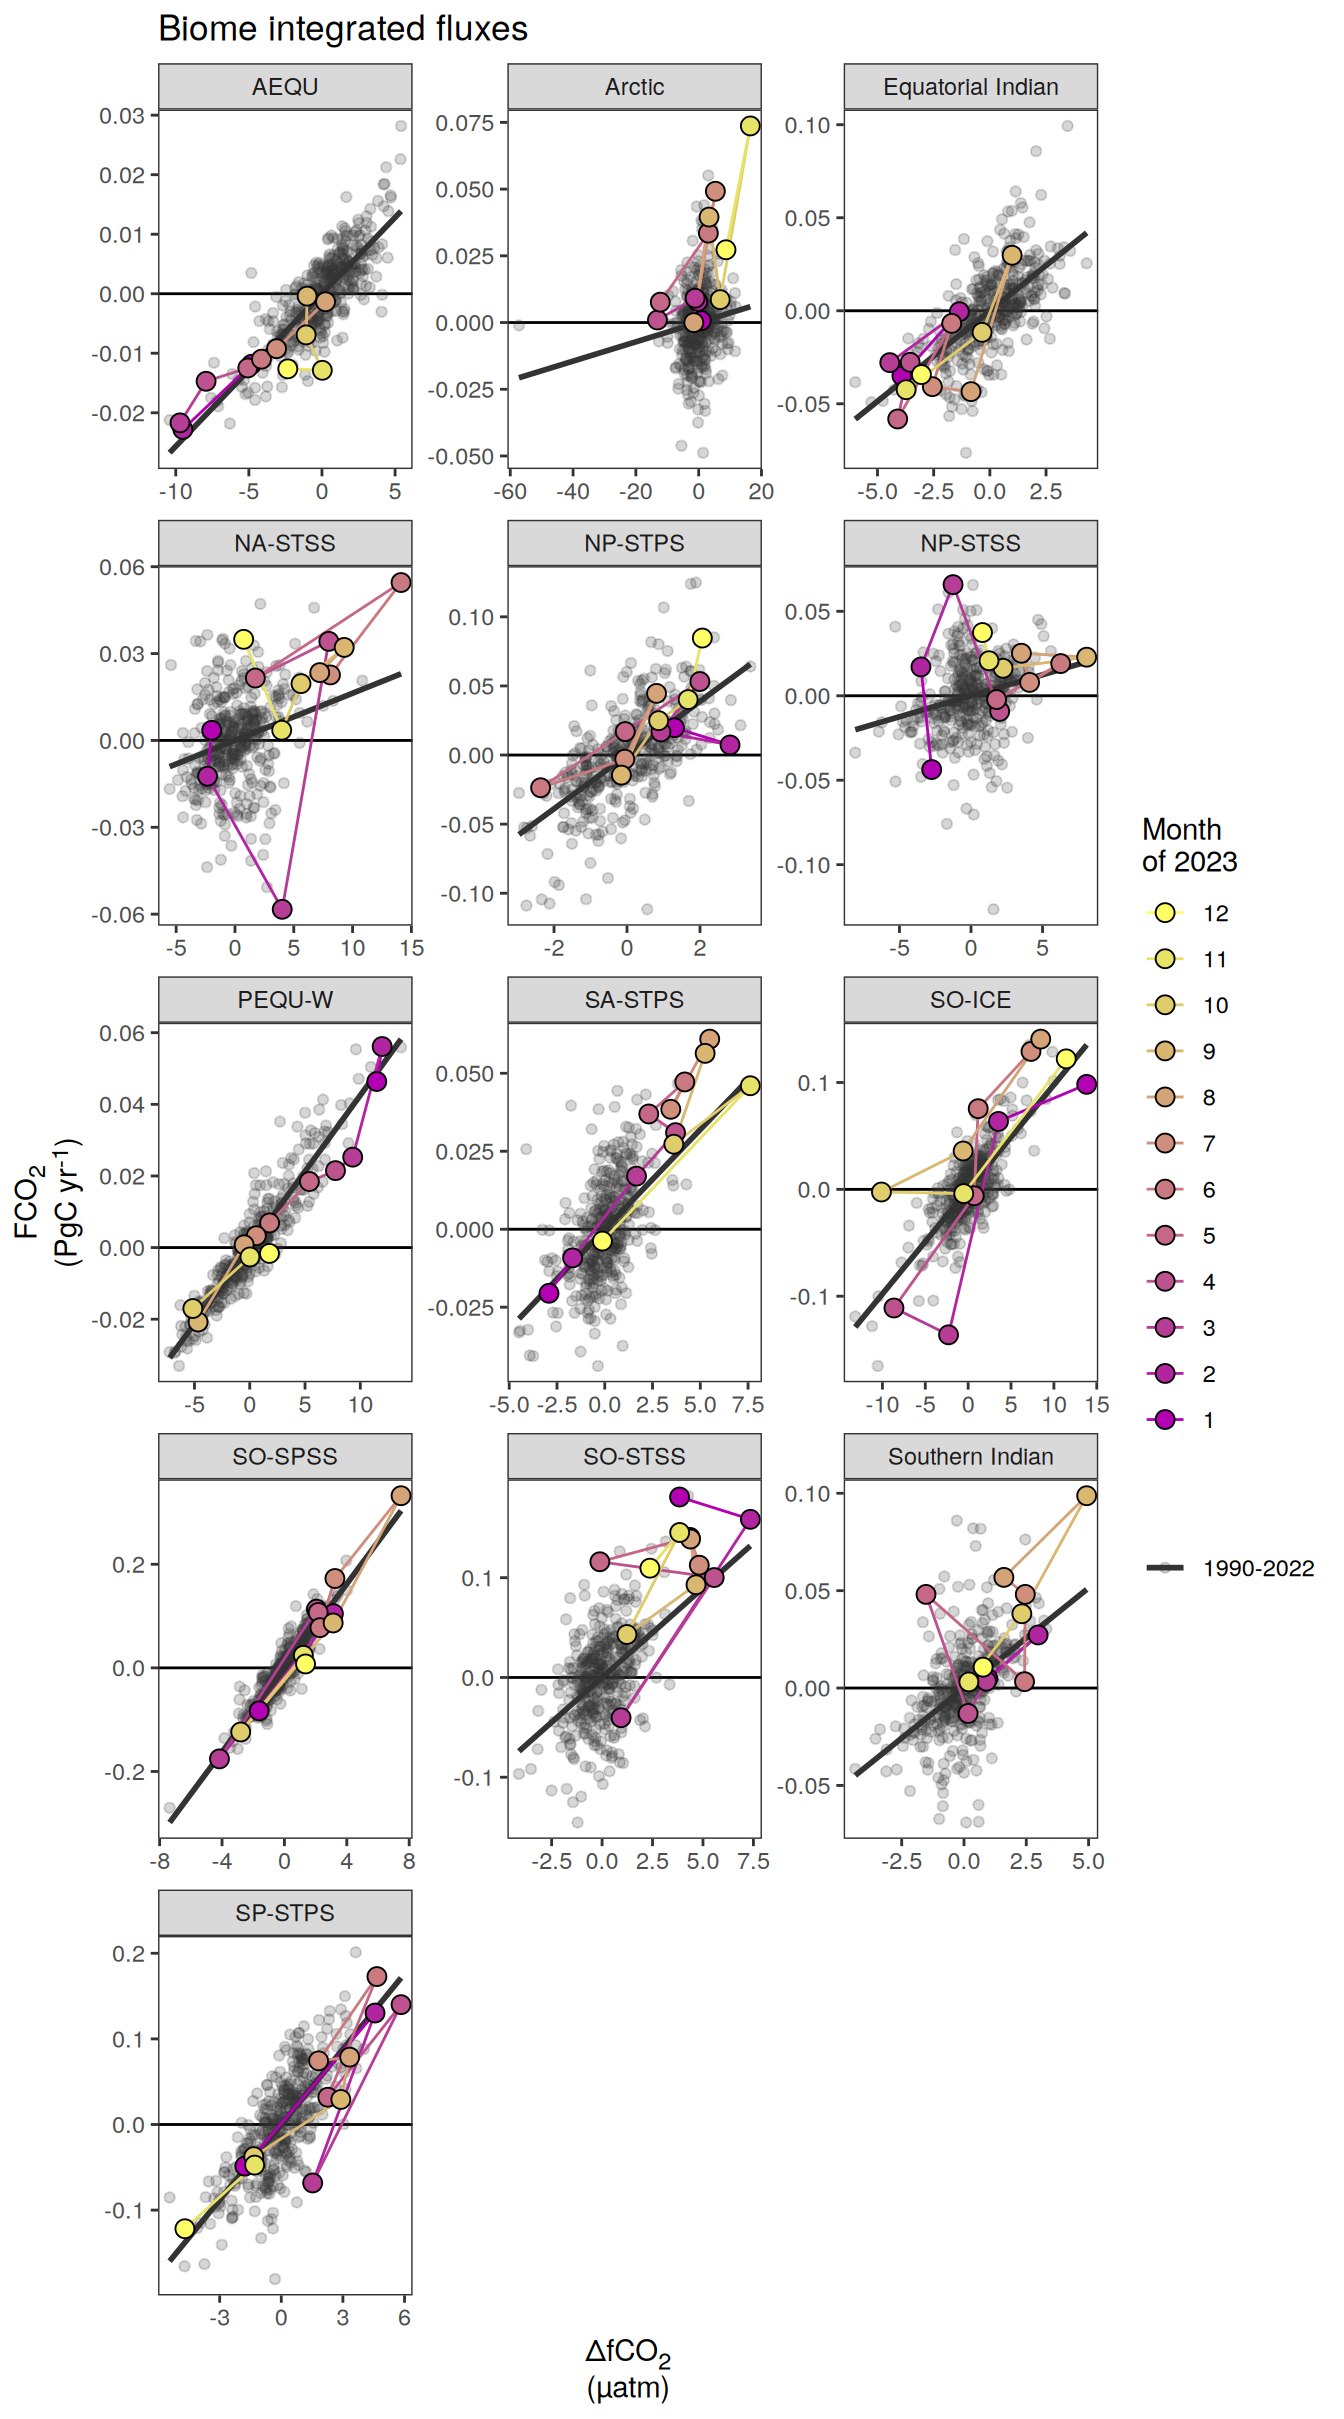 Biome integrated fluxes
AEQU
Arctic
Equatorial Indian
0.03
0.02
0.01
0.00
-0.01
-0.02
-10 -5 0 5
0.075
0.050
0.025
0.000
-0.025
-0.050
-60 -40 -20 0 20
0.10
0.05
0.00
-0.05
-5.0 -2.5 0.0 2.5
NA-STSS
NP-STPS
NP-STSS
0.06
0.03
0.00
-0.03
-0.06
-5 0 5 10 15
0.10
0.05
0.00
-0.05
-0.10
-2 0 2
0.05
0.00
-0.05
-0.10
-5 0 5
PEQU-W
SA-STPS
SO-ICE
0.06
0.04
0.02
0.00
-0.02
-5 0 5 10
0.050
0.025
0.000
-0.025
-5.0 -2.5 0.0 2.5 5.0 7.5
0.1
0.0
-0.1
-10 -5 0 5 10 15
SO-SPSS
SO-STSS
Southern Indian
0.2
0.0
-0.2
-8 -4 0 4 8
0.1
0.0
-0.1
-2.5 0.0 2.5 5.0 7.5
0.10
0.05
0.00
-0.05
-2.5 0.0 2.5 5.0
SP-STPS
0.2
0.1
0.0
-0.1
-3 0 3 6
FCO₂
(PgC yr⁻¹)
ΔfCO₂
(µatm)
Month
of 2023
12
11
10
9
8
7
6
5
4
3
2
1
1990-2022